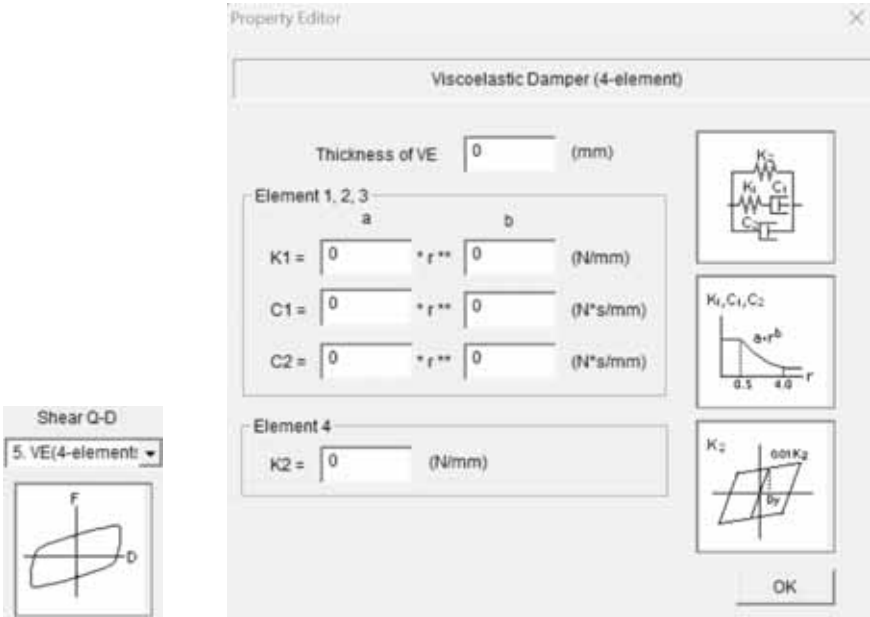 Property Editor
Viscoelastic Damper (4-element)
Thickness of VE 0 (mm)
Element 1, 2, 3
a b
K1 = 0 * r ** 0 (N/mm)
C1 = 0 * r ** 0 (N*s/mm)
C2 = 0 * r ** 0 (N*s/mm)
Element 4
K2 = 0 (N/mm)
K2
K1 C1
C2
K1,C1,C2
a*r^b
0.5 4.0 r
K2
0.01K2
Dy
OK
Shear Q-D
5. VE(4-element
F
D